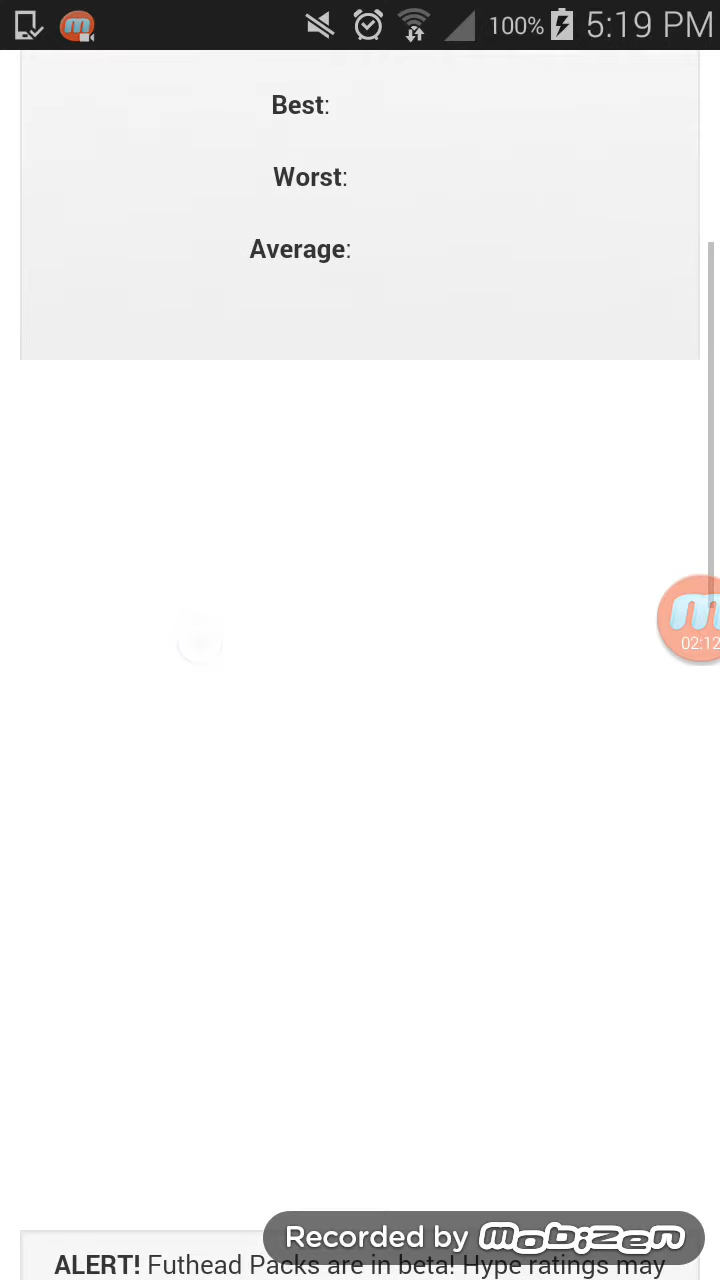 100% 5:19 PM
Best:
Worst:
Average:
02:12
Recorded by mobizen
ALERT! Futhead Packs are in beta! Hype ratings may